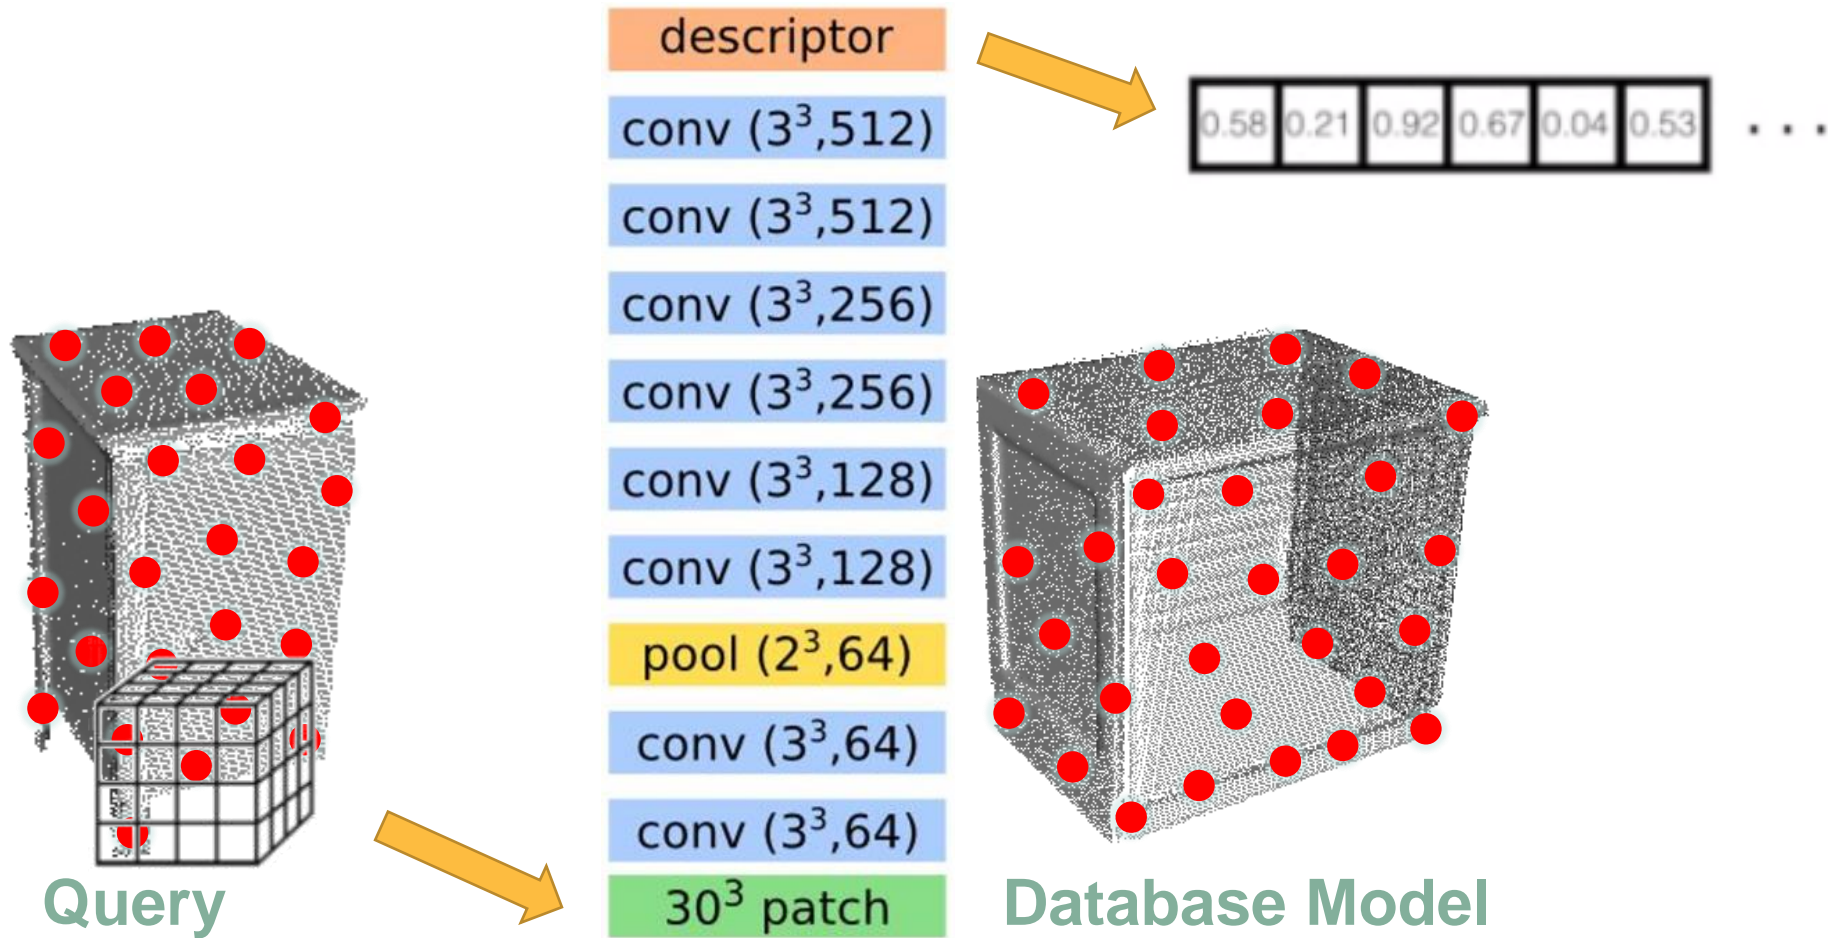 descriptor
conv (3³,512)
conv (3³,512)
conv (3³,256)
conv (3³,256)
conv (3³,128)
conv (3³,128)
pool (2³,64)
conv (3³,64)
conv (3³,64)
30³ patch
0.58 0.21 0.92 0.67 0.04 0.53 ...
Query
Database Model